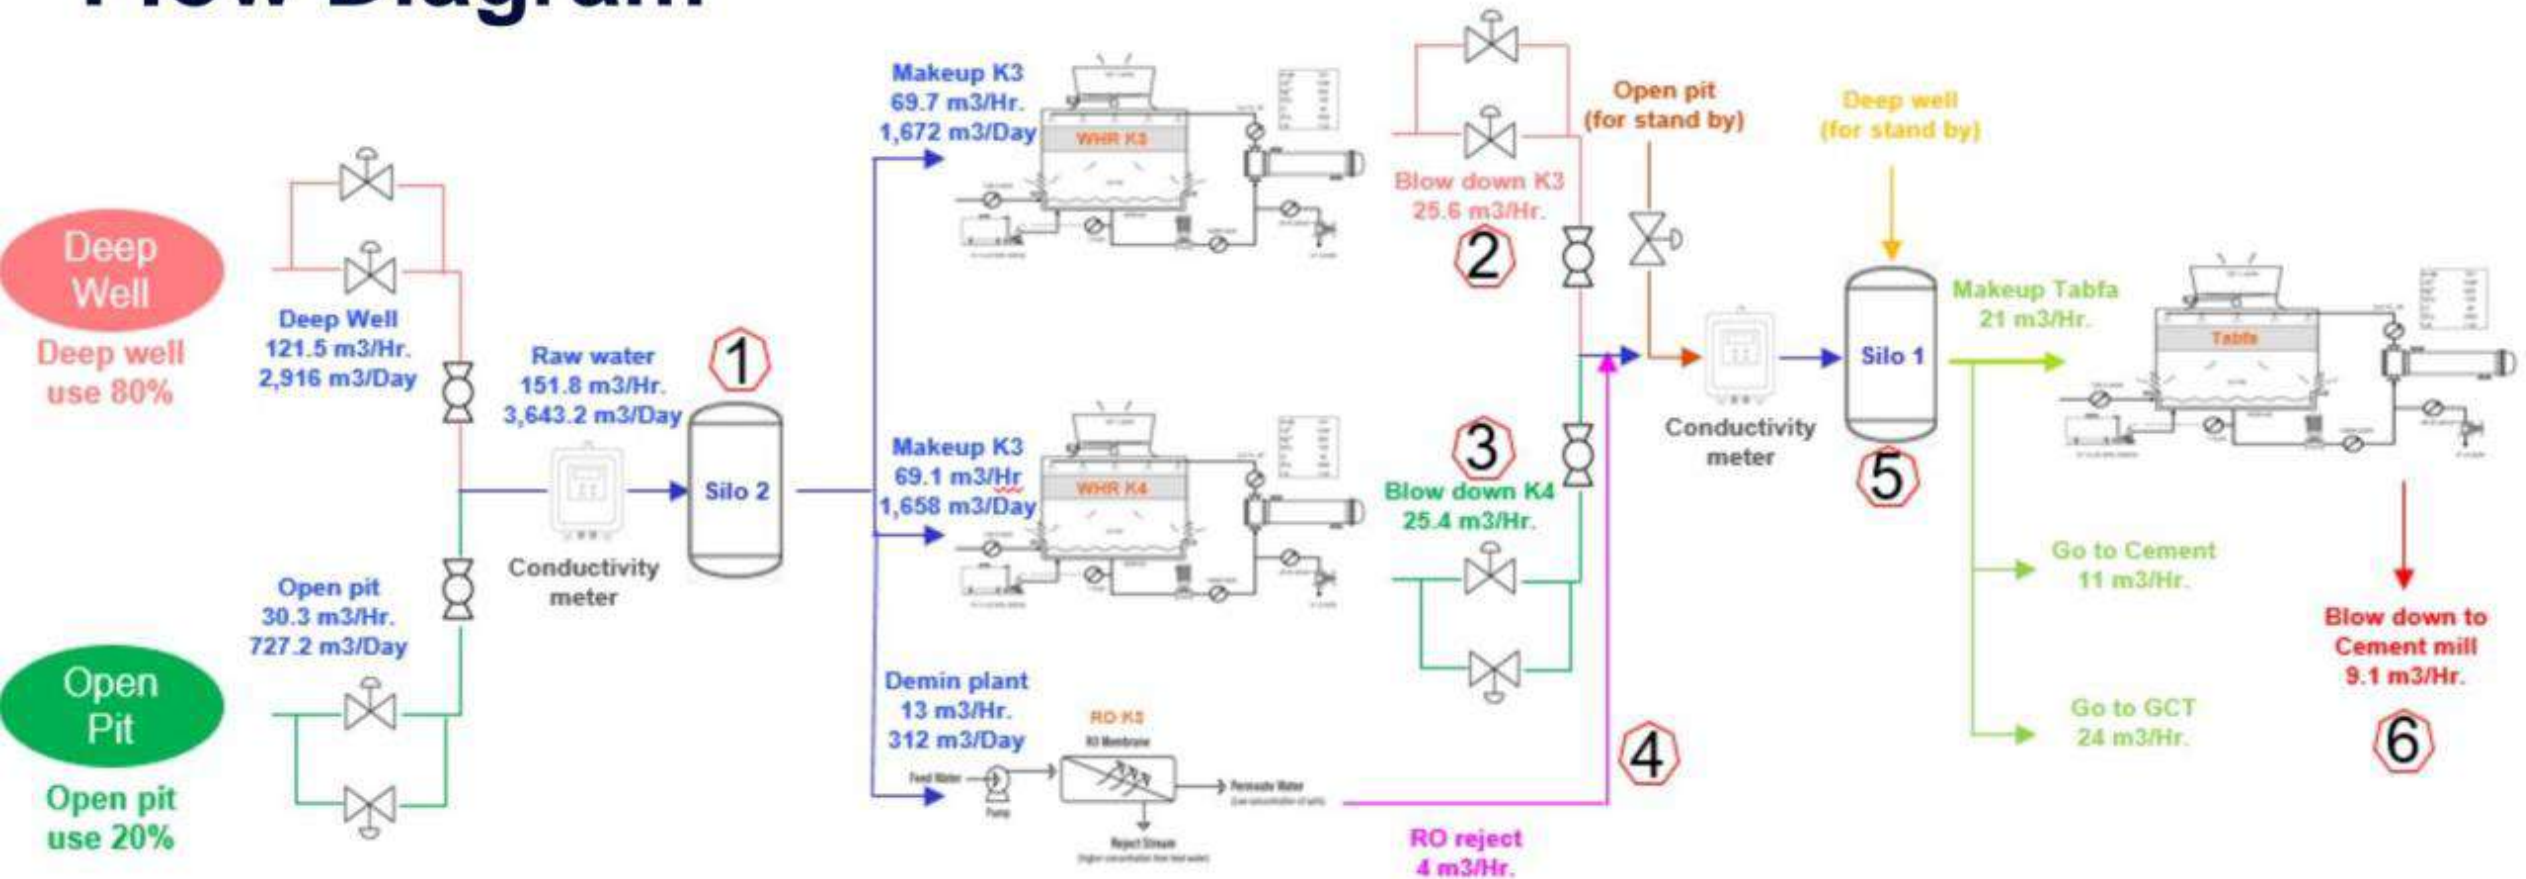 Flow Diagram
Deep
Well
Deep well
use 80%
Deep Well
121.5 m3/Hr.
2,916 m3/Day
Open pit
30.3 m3/Hr.
727.2 m3/Day
Open
Pit
Open pit
use 20%
Raw water
151.8 m3/Hr.
3,643.2 m3/Day
Conductivity
meter
1
Silo 2
Makeup K3
69.7 m3/Hr.
1,672 m3/Day
WHR K3
Makeup K3
69.1 m3/Hr
1,658 m3/Day
WHR K4
Demin plant
13 m3/Hr.
312 m3/Day
RO K3
RO Membrane
Feed Water
Pump
Permeate Water
Reject Stream
Blow down K3
25.6 m3/Hr.
2
3
Blow down K4
25.4 m3/Hr.
4
RO reject
4 m3/Hr.
Open pit
(for stand by)
Conductivity
meter
Deep well
(for stand by)
Silo 1
5
Makeup Tabfa
21 m3/Hr.
Tabfa
Go to Cement
11 m3/Hr.
Go to GCT
24 m3/Hr.
Blow down to
Cement mill
9.1 m3/Hr.
6